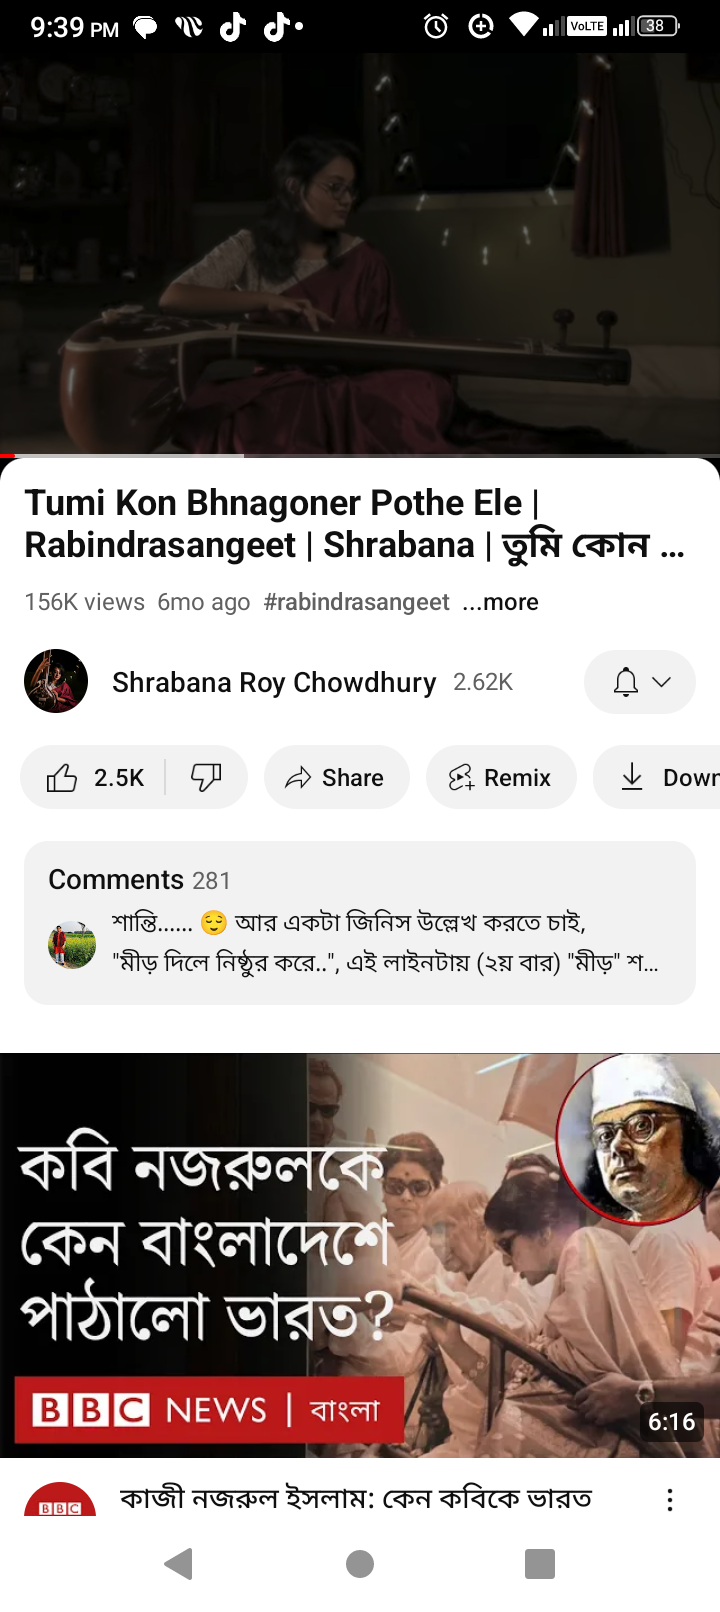 9:39 PM
VoLTE
38
Tumi Kon Bhnagoner Pothe Ele |
Rabindrasangeet | Shrabana | তুমি কোন ...
156K views 6mo ago #rabindrasangeet ...more
Shrabana Roy Chowdhury 2.62K
2.5K
Share
Remix
Down
Comments 281
শান্তি...... 😌 আর একটা জিনিস উল্লেখ করতে চাই,
"মীড় দিলে নিষ্ঠুর করে..", এই লাইনটায় (২য় বার) "মীড়" শ...
কবি নজরুলকে
কেন বাংলাদেশে
পাঠালো ভারত?
BBC NEWS | বাংলা
6:16
BBC
কাজী নজরুল ইসলাম: কেন কবিকে ভারত